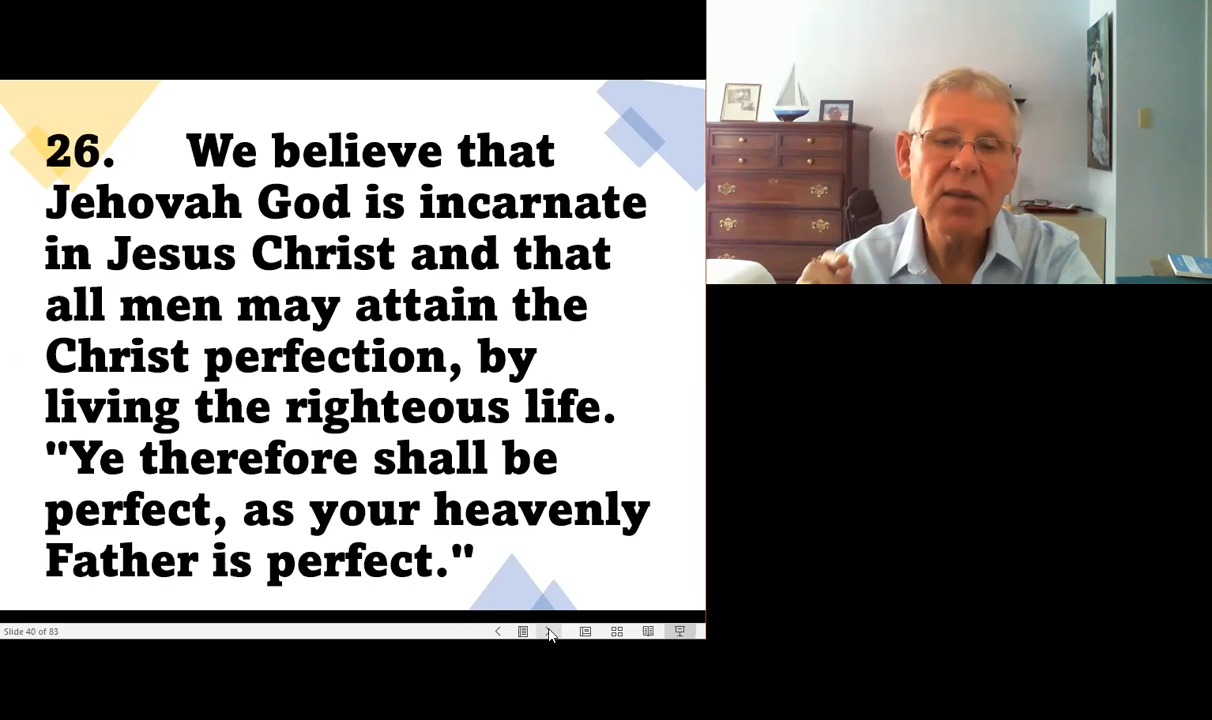 26. We believe that
Jehovah God is incarnate
in Jesus Christ and that
all men may attain the
Christ perfection, by
living the righteous life.
"Ye therefore shall be
perfect, as your heavenly
Father is perfect."
Slide 40 of 83